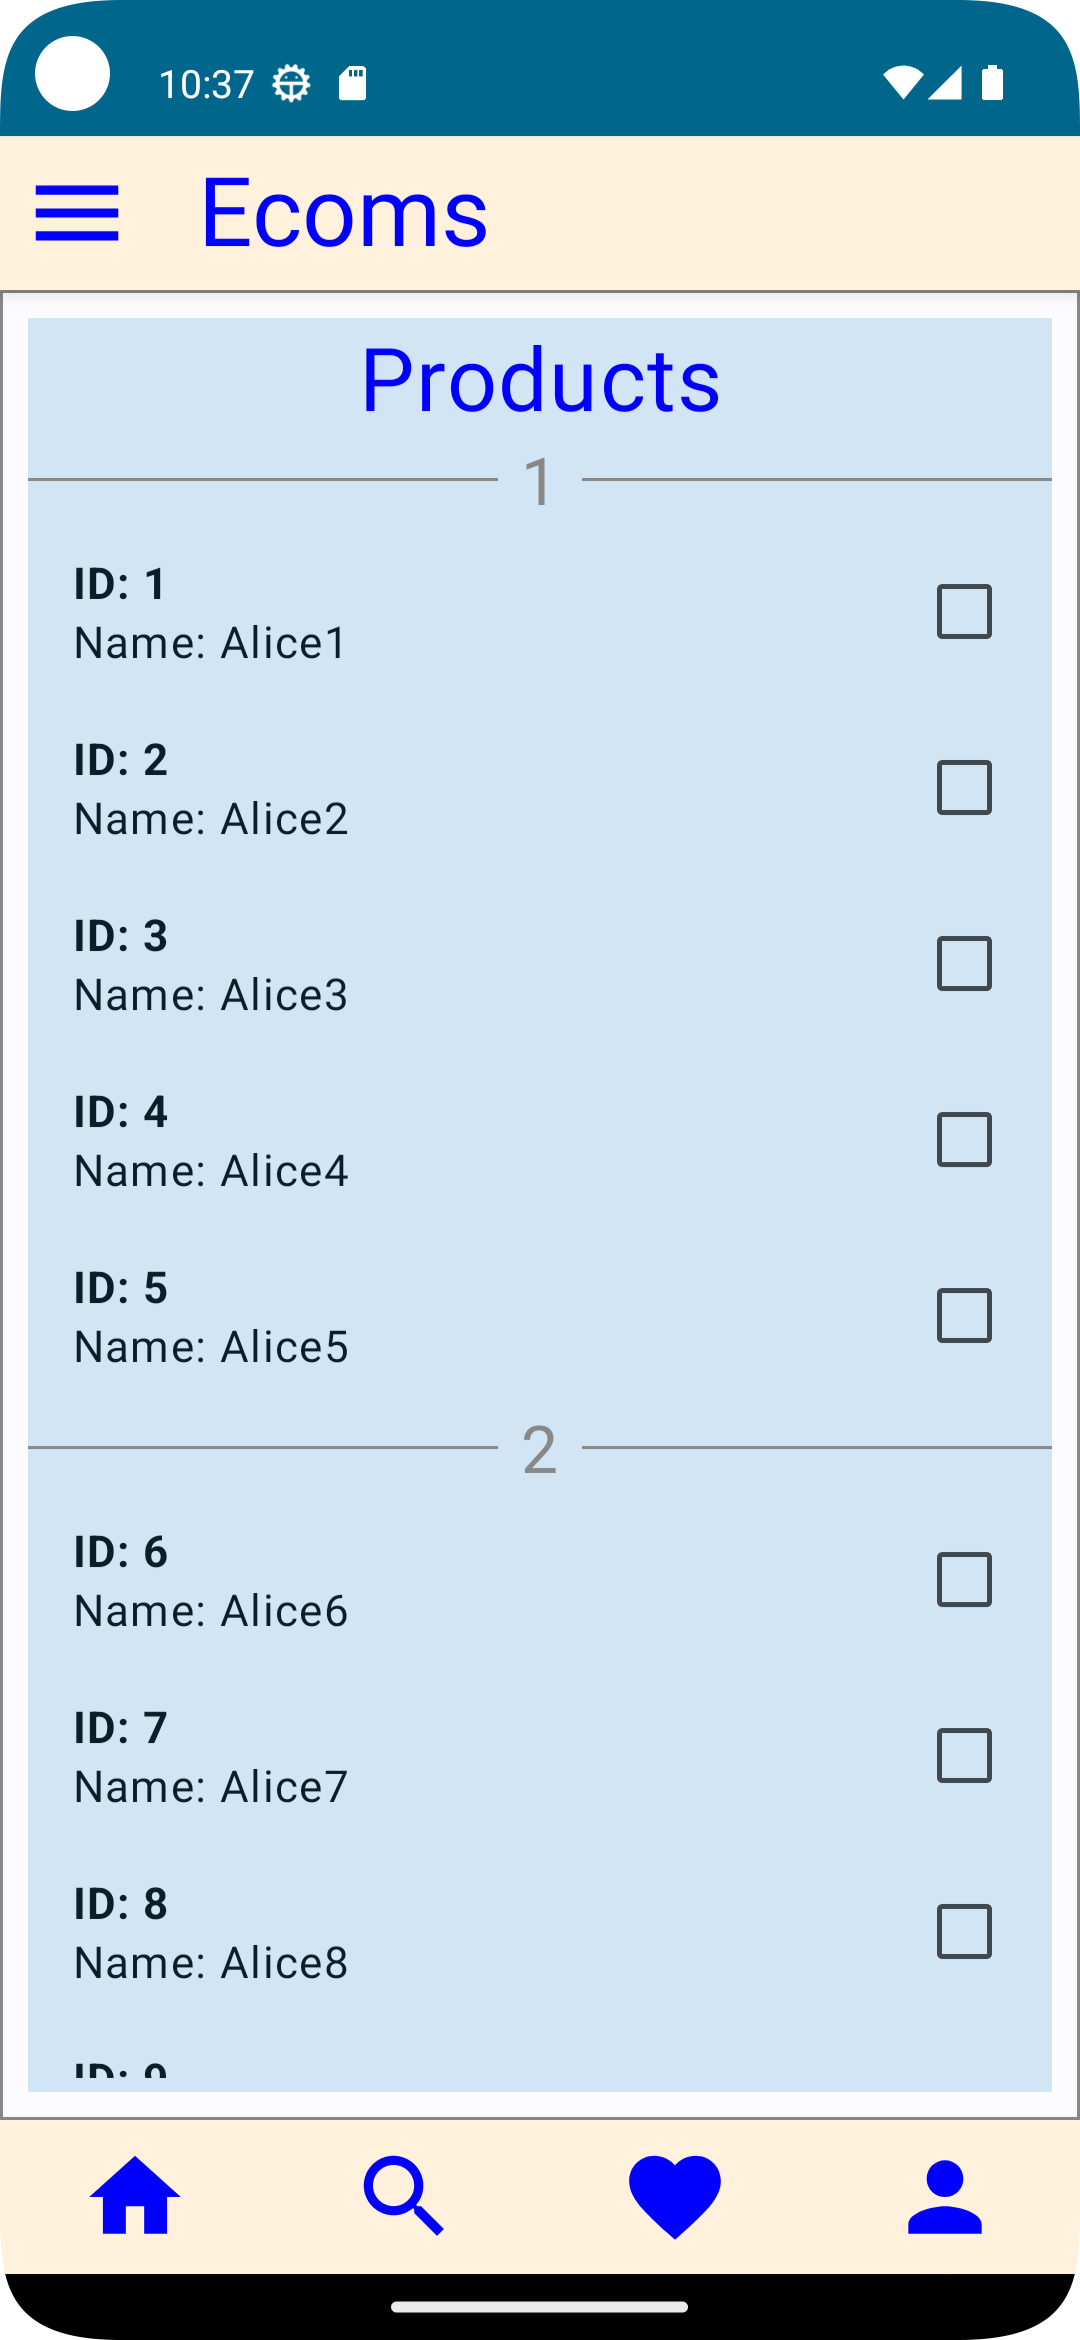 10:37
Ecoms
Products
1
ID: 1
Name: Alice1
ID: 2
Name: Alice2
ID: 3
Name: Alice3
ID: 4
Name: Alice4
ID: 5
Name: Alice5
2
ID: 6
Name: Alice6
ID: 7
Name: Alice7
ID: 8
Name: Alice8
ID: 9